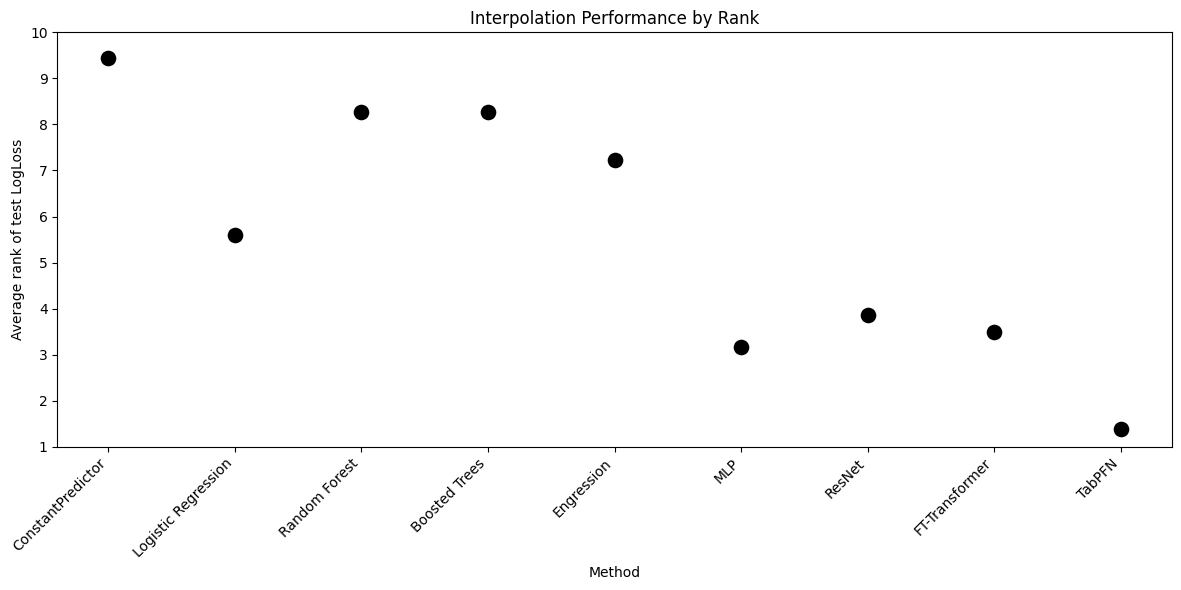 Interpolation Performance by Rank
Average rank of test LogLoss
10
9
8
7
6
5
4
3
2
1
ConstantPredictor
Logistic Regression
Random Forest
Boosted Trees
Engression
MLP
ResNet
FT-Transformer
TabPFN
Method